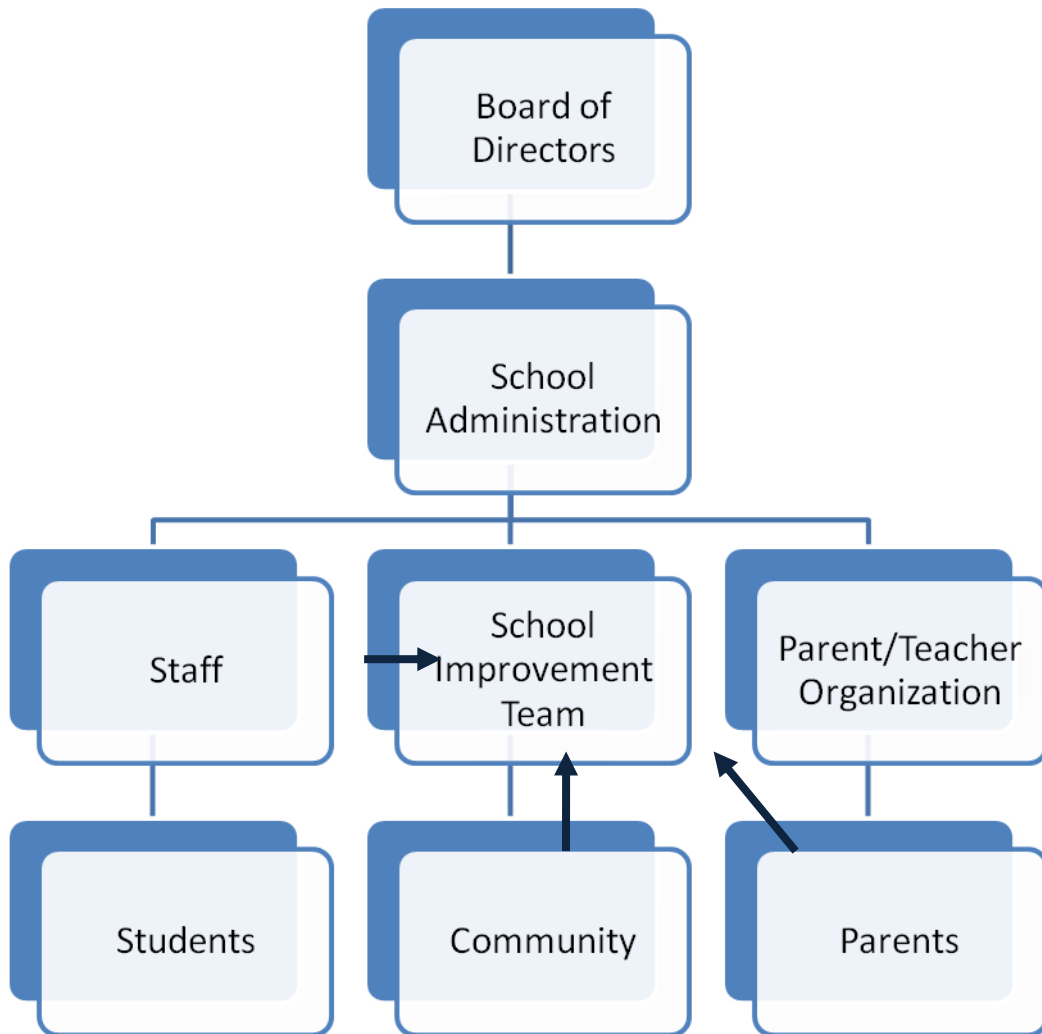 Board of
Directors
School
Administration
Staff
School
Improvement
Team
Parent/Teacher
Organization
Students
Community
Parents